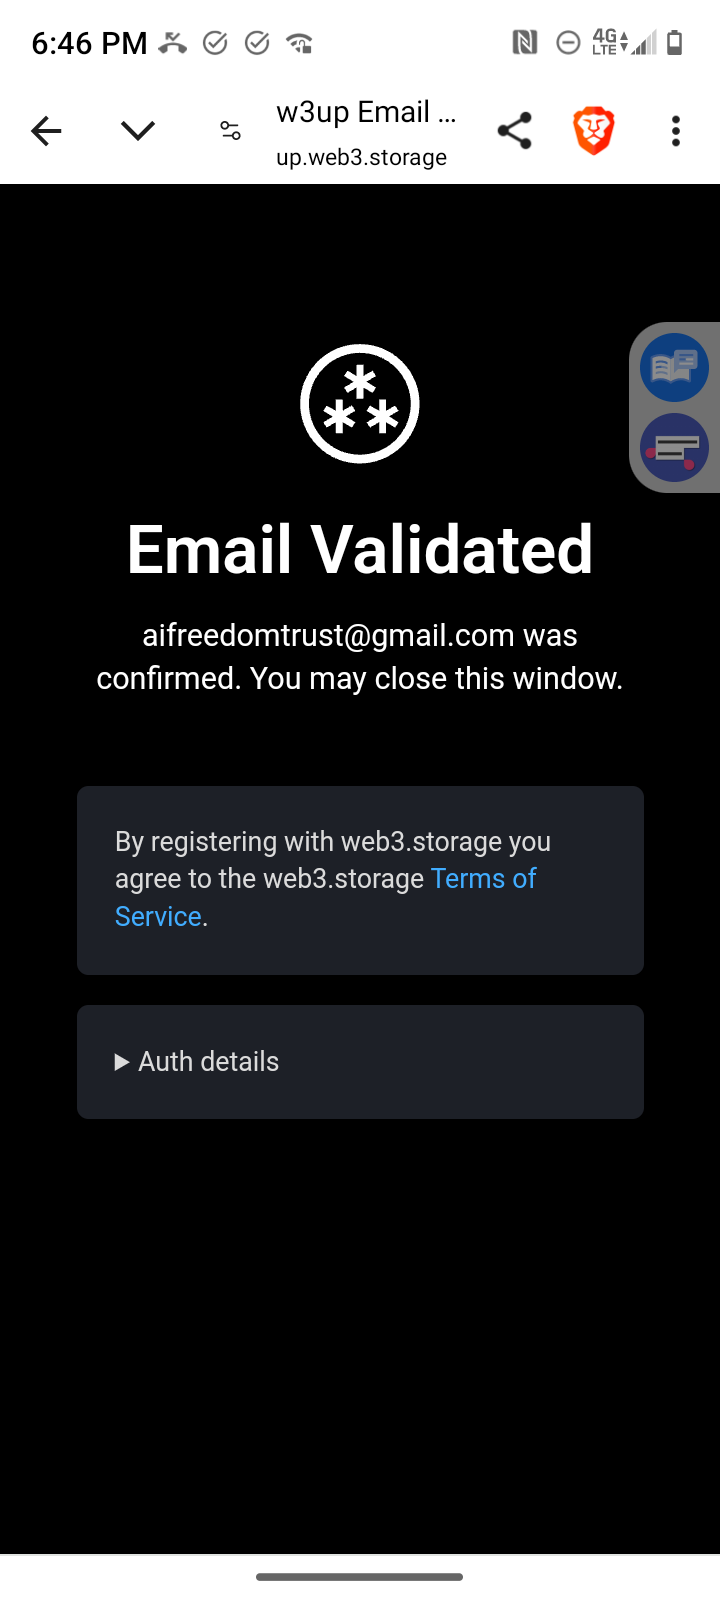 6:46 PM
4G
LTE
w3up Email ...
up.web3.storage
Email Validated
aifreedomtrust@gmail.com was
confirmed. You may close this window.
By registering with web3.storage you
agree to the web3.storage Terms of
Service.
Auth details